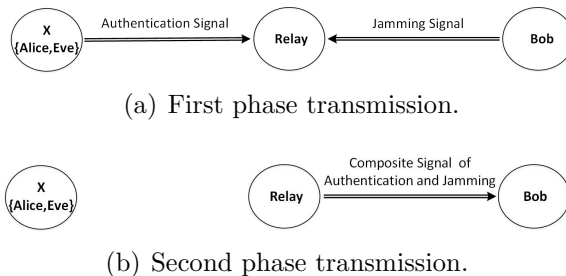 Authentication Signal
Jamming Signal
X
{Alice,Eve}
Relay
Bob
(a) First phase transmission.
Composite Signal of
Authentication and Jamming
X
{Alice,Eve}
Relay
Bob
(b) Second phase transmission.